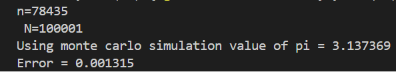 n=78435
N=100001
Using monte carlo simulation value of pi = 3.137369
Error = 0.001315